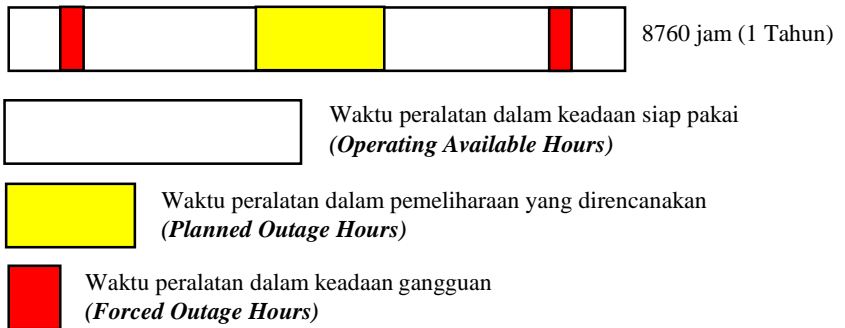 8760 jam (1 Tahun)
Waktu peralatan dalam keadaan siap pakai
(Operating Available Hours)
Waktu peralatan dalam pemeliharaan yang direncanakan
(Planned Outage Hours)
Waktu peralatan dalam keadaan gangguan
(Forced Outage Hours)